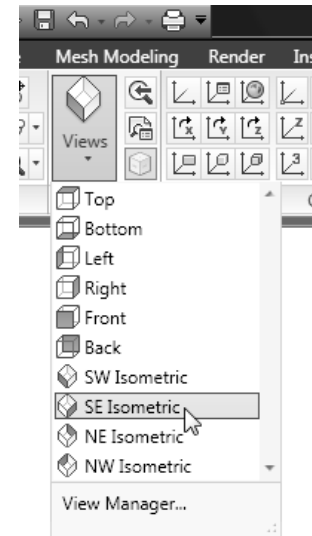 Mesh Modeling Render Ins
Views
Top
Bottom
Left
Right
Front
Back
SW Isometric
SE Isometric
NE Isometric
NW Isometric
View Manager...